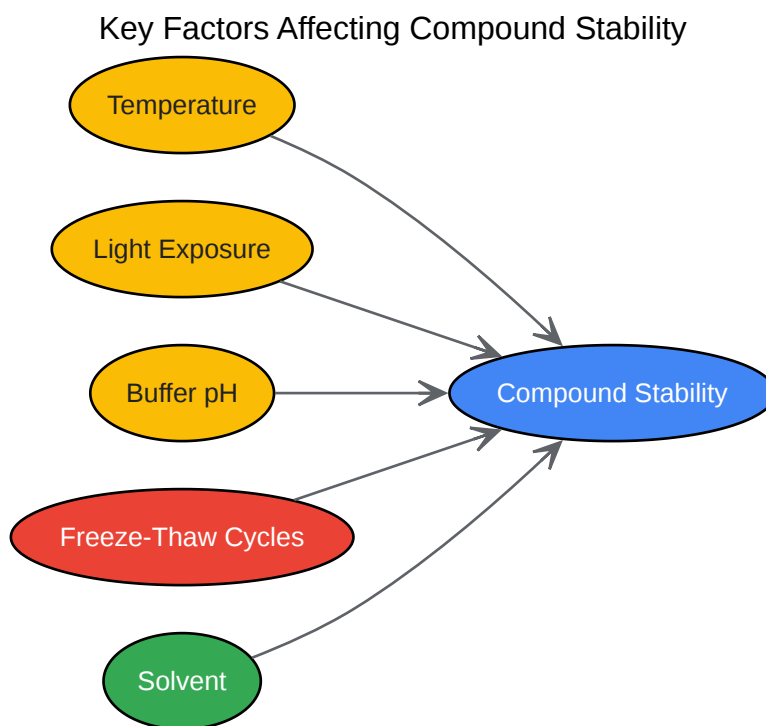 Key Factors Affecting Compound Stability
Temperature
Light Exposure
Buffer pH
Compound Stability
Freeze-Thaw Cycles
Solvent